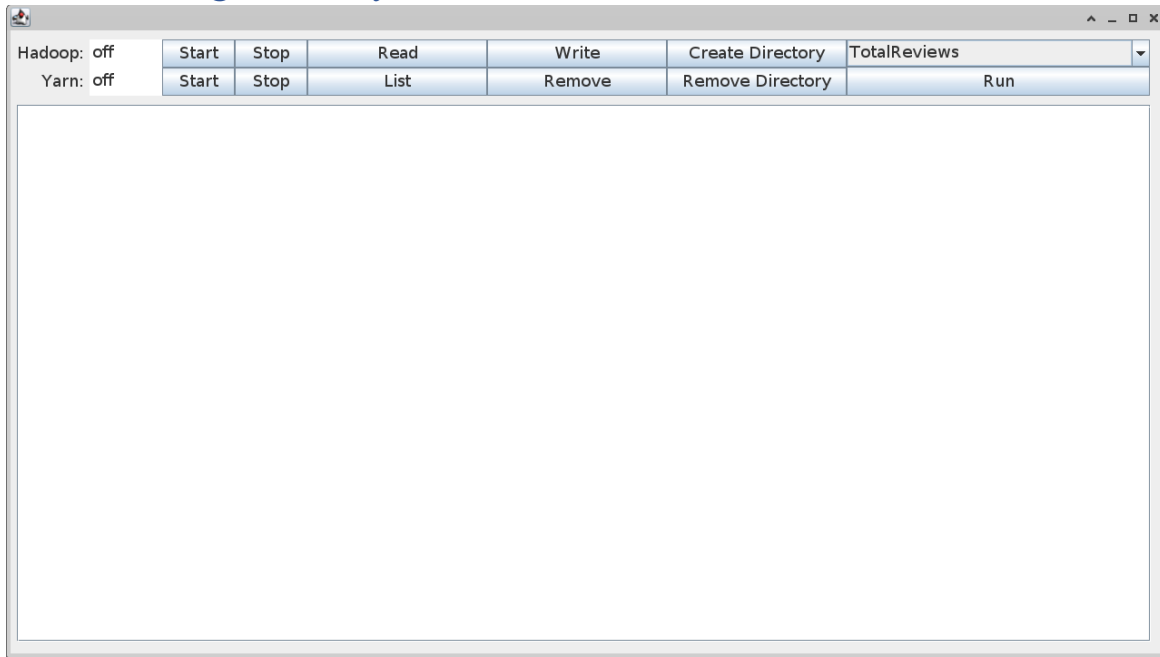 Hadoop: off Start Stop Read Write Create Directory TotalReviews
Yarn: off Start Stop List Remove Remove Directory Run